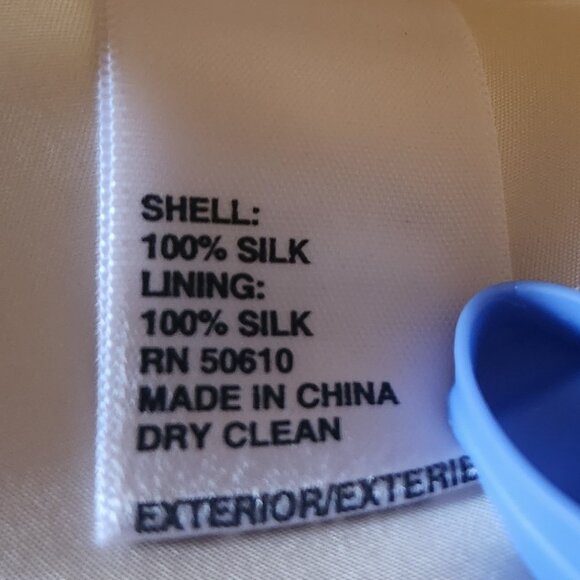 SHELL:
100% SILK
LINING:
100% SILK
RN 50610
MADE IN CHINA
DRY CLEAN
EXTERIOR/EXTERIE